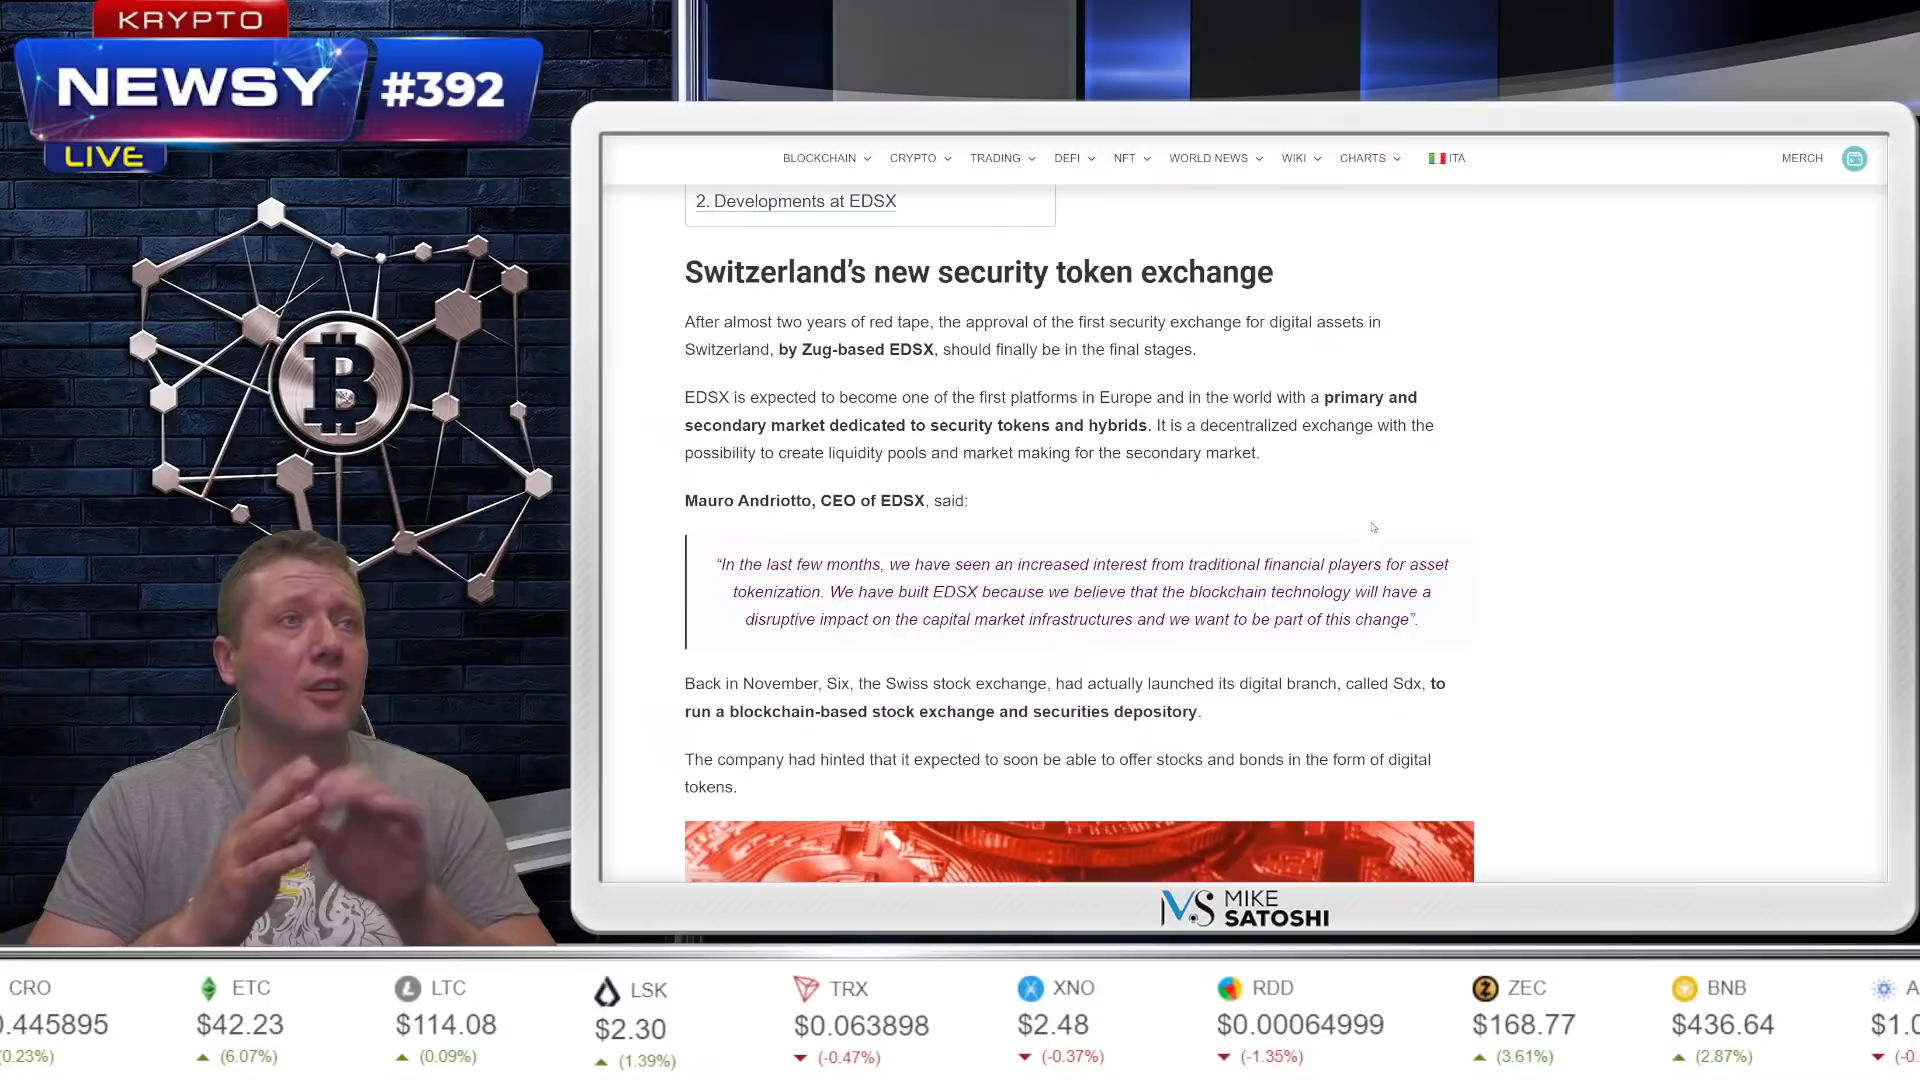 KRYPTO
NEWSY #392
LIVE
BLOCKCHAIN CRYPTO TRADING DEFI NFT WORLD NEWS WIKI CHARTS ITA MERCH
2. Developments at EDSX
Switzerland’s new security token exchange
After almost two years of red tape, the approval of the first security exchange for digital assets in
Switzerland, by Zug-based EDSX, should finally be in the final stages.
EDSX is expected to become one of the first platforms in Europe and in the world with a primary and
secondary market dedicated to security tokens and hybrids. It is a decentralized exchange with the
possibility to create liquidity pools and market making for the secondary market.
Mauro Andriotto, CEO of EDSX, said:
“In the last few months, we have seen an increased interest from traditional financial players for asset
tokenization. We have built EDSX because we believe that the blockchain technology will have a
disruptive impact on the capital market infrastructures and we want to be part of this change”.
Back in November, Six, the Swiss stock exchange, had actually launched its digital branch, called Sdx, to
run a blockchain-based stock exchange and securities depository.
The company had hinted that it expected to soon be able to offer stocks and bonds in the form of digital
tokens.
MS MIKE
SATOSHI
CRO ETC LTC LSK TRX XNO RDD ZEC BNB A
0.445895 $42.23 $114.08 $2.30 $0.063898 $2.48 $0.00064999 $168.77 $436.64 $1.0
(0.23%) (6.07%) (0.09%) (1.39%) (-0.47%) (-0.37%) (-1.35%) (3.61%) (2.87%) (-0.